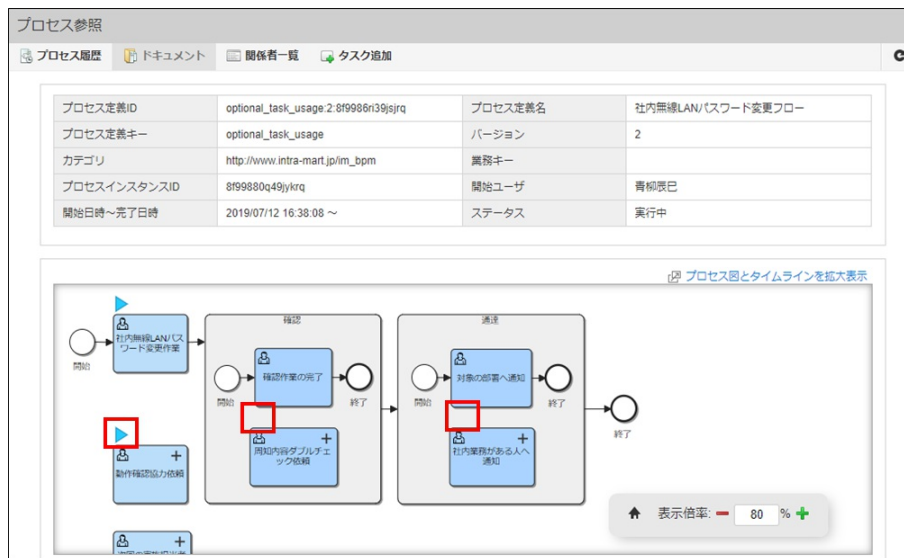 プロセス参照
プロセス履歴 ドキュメント 関係者一覧 タスク追加
プロセス定義ID optional_task_usage:2:8f9986ri39jsjrq プロセス定義名 社内無線LANパスワード変更フロー
プロセス定義キー optional_task_usage バージョン 2
カテゴリ http://www.intra-mart.jp/im_bpm 業務キー
プロセスインスタンスID 8f99880q49jykrq 開始ユーザ 青柳辰巳
開始日時～完了日時 2019/07/12 16:38:08 ～ ステータス 実行中
プロセス図とタイムラインを拡大表示
開始
社内無線LANパス
ワード変更作業
確認
開始
確認作業の完了
終了
周知内容ダブルチェ
ック依頼
通達
開始
対象の部署へ通知
終了
社内業務がある人へ
通知
終了
動作確認協力依頼
表示倍率: 80 %